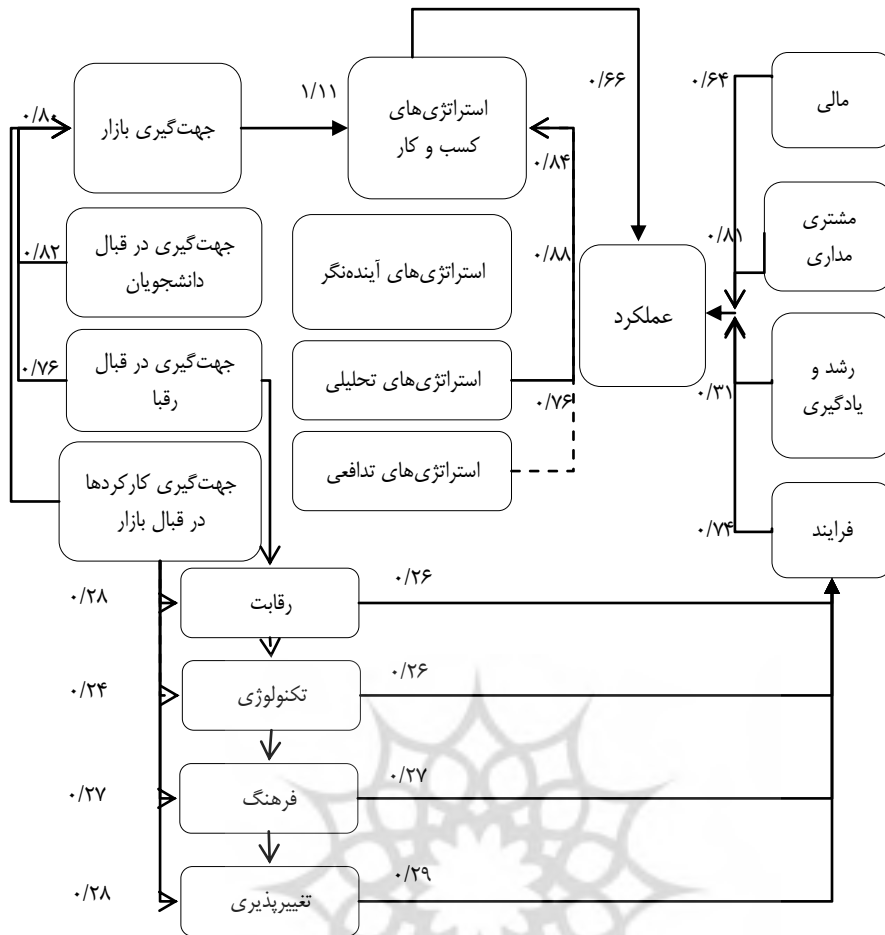 مالی
۰/۶۴
۰/۶۶
استراتژی‌های
کسب و کار
۱/۱۱
جهت‌گیری بازار
۰/۸۰
۰/۸۴
مشتری
مداری
۰/۸۱
عملکرد
۰/۸۸
استراتژی‌های آینده‌نگر
جهت‌گیری در قبال
دانشجویان
۰/۸۲
رشد و
یادگیری
۰/۳۱
۰/۷۶
استراتژی‌های تحلیلی
جهت‌گیری در قبال
رقبا
۰/۷۶
استراتژی‌های تدافعی
جهت‌گیری کارکردها
در قبال بازار
فرایند
۰/۷۴
۰/۲۶
رقابت
۰/۲۸
۰/۲۶
تکنولوژی
۰/۲۴
۰/۲۷
فرهنگ
۰/۲۷
۰/۲۹
تغییرپذیری
۰/۲۸